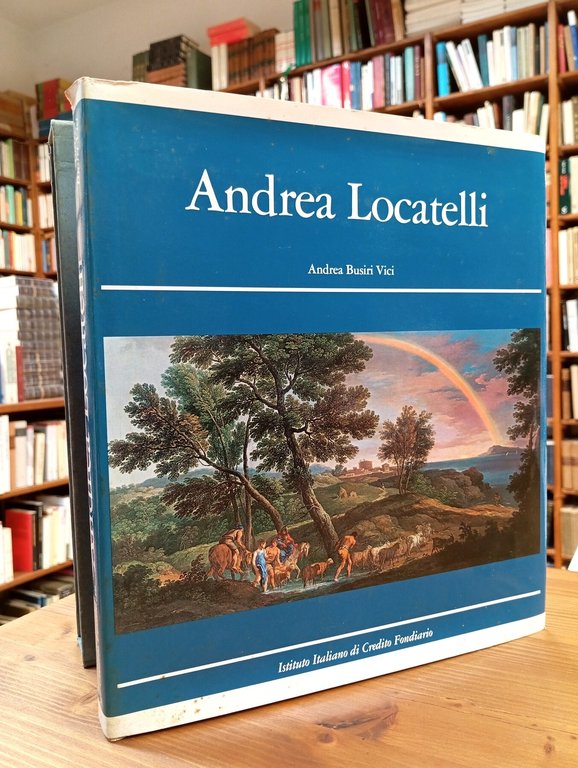 Andrea Locatelli
Andrea Busiri Vici
Istituto Italiano di Credito Fondiario